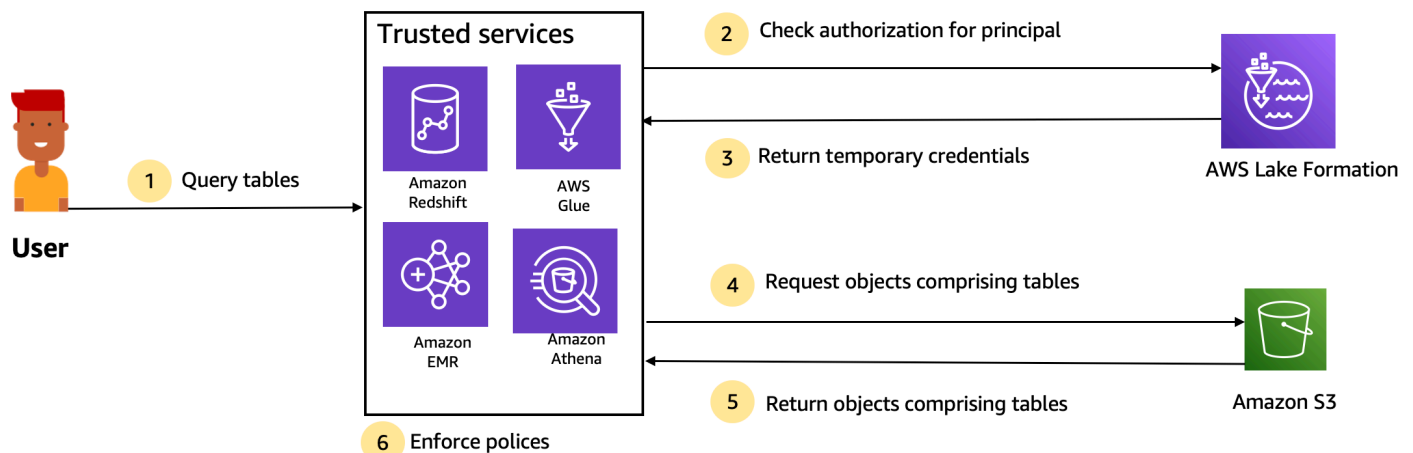 Trusted services
2 Check authorization for principal
3 Return temporary credentials
AWS Lake Formation
1 Query tables
User
Amazon
Redshift
AWS
Glue
Amazon
EMR
Amazon
Athena
4 Request objects comprising tables
5 Return objects comprising tables
Amazon S3
6 Enforce polices